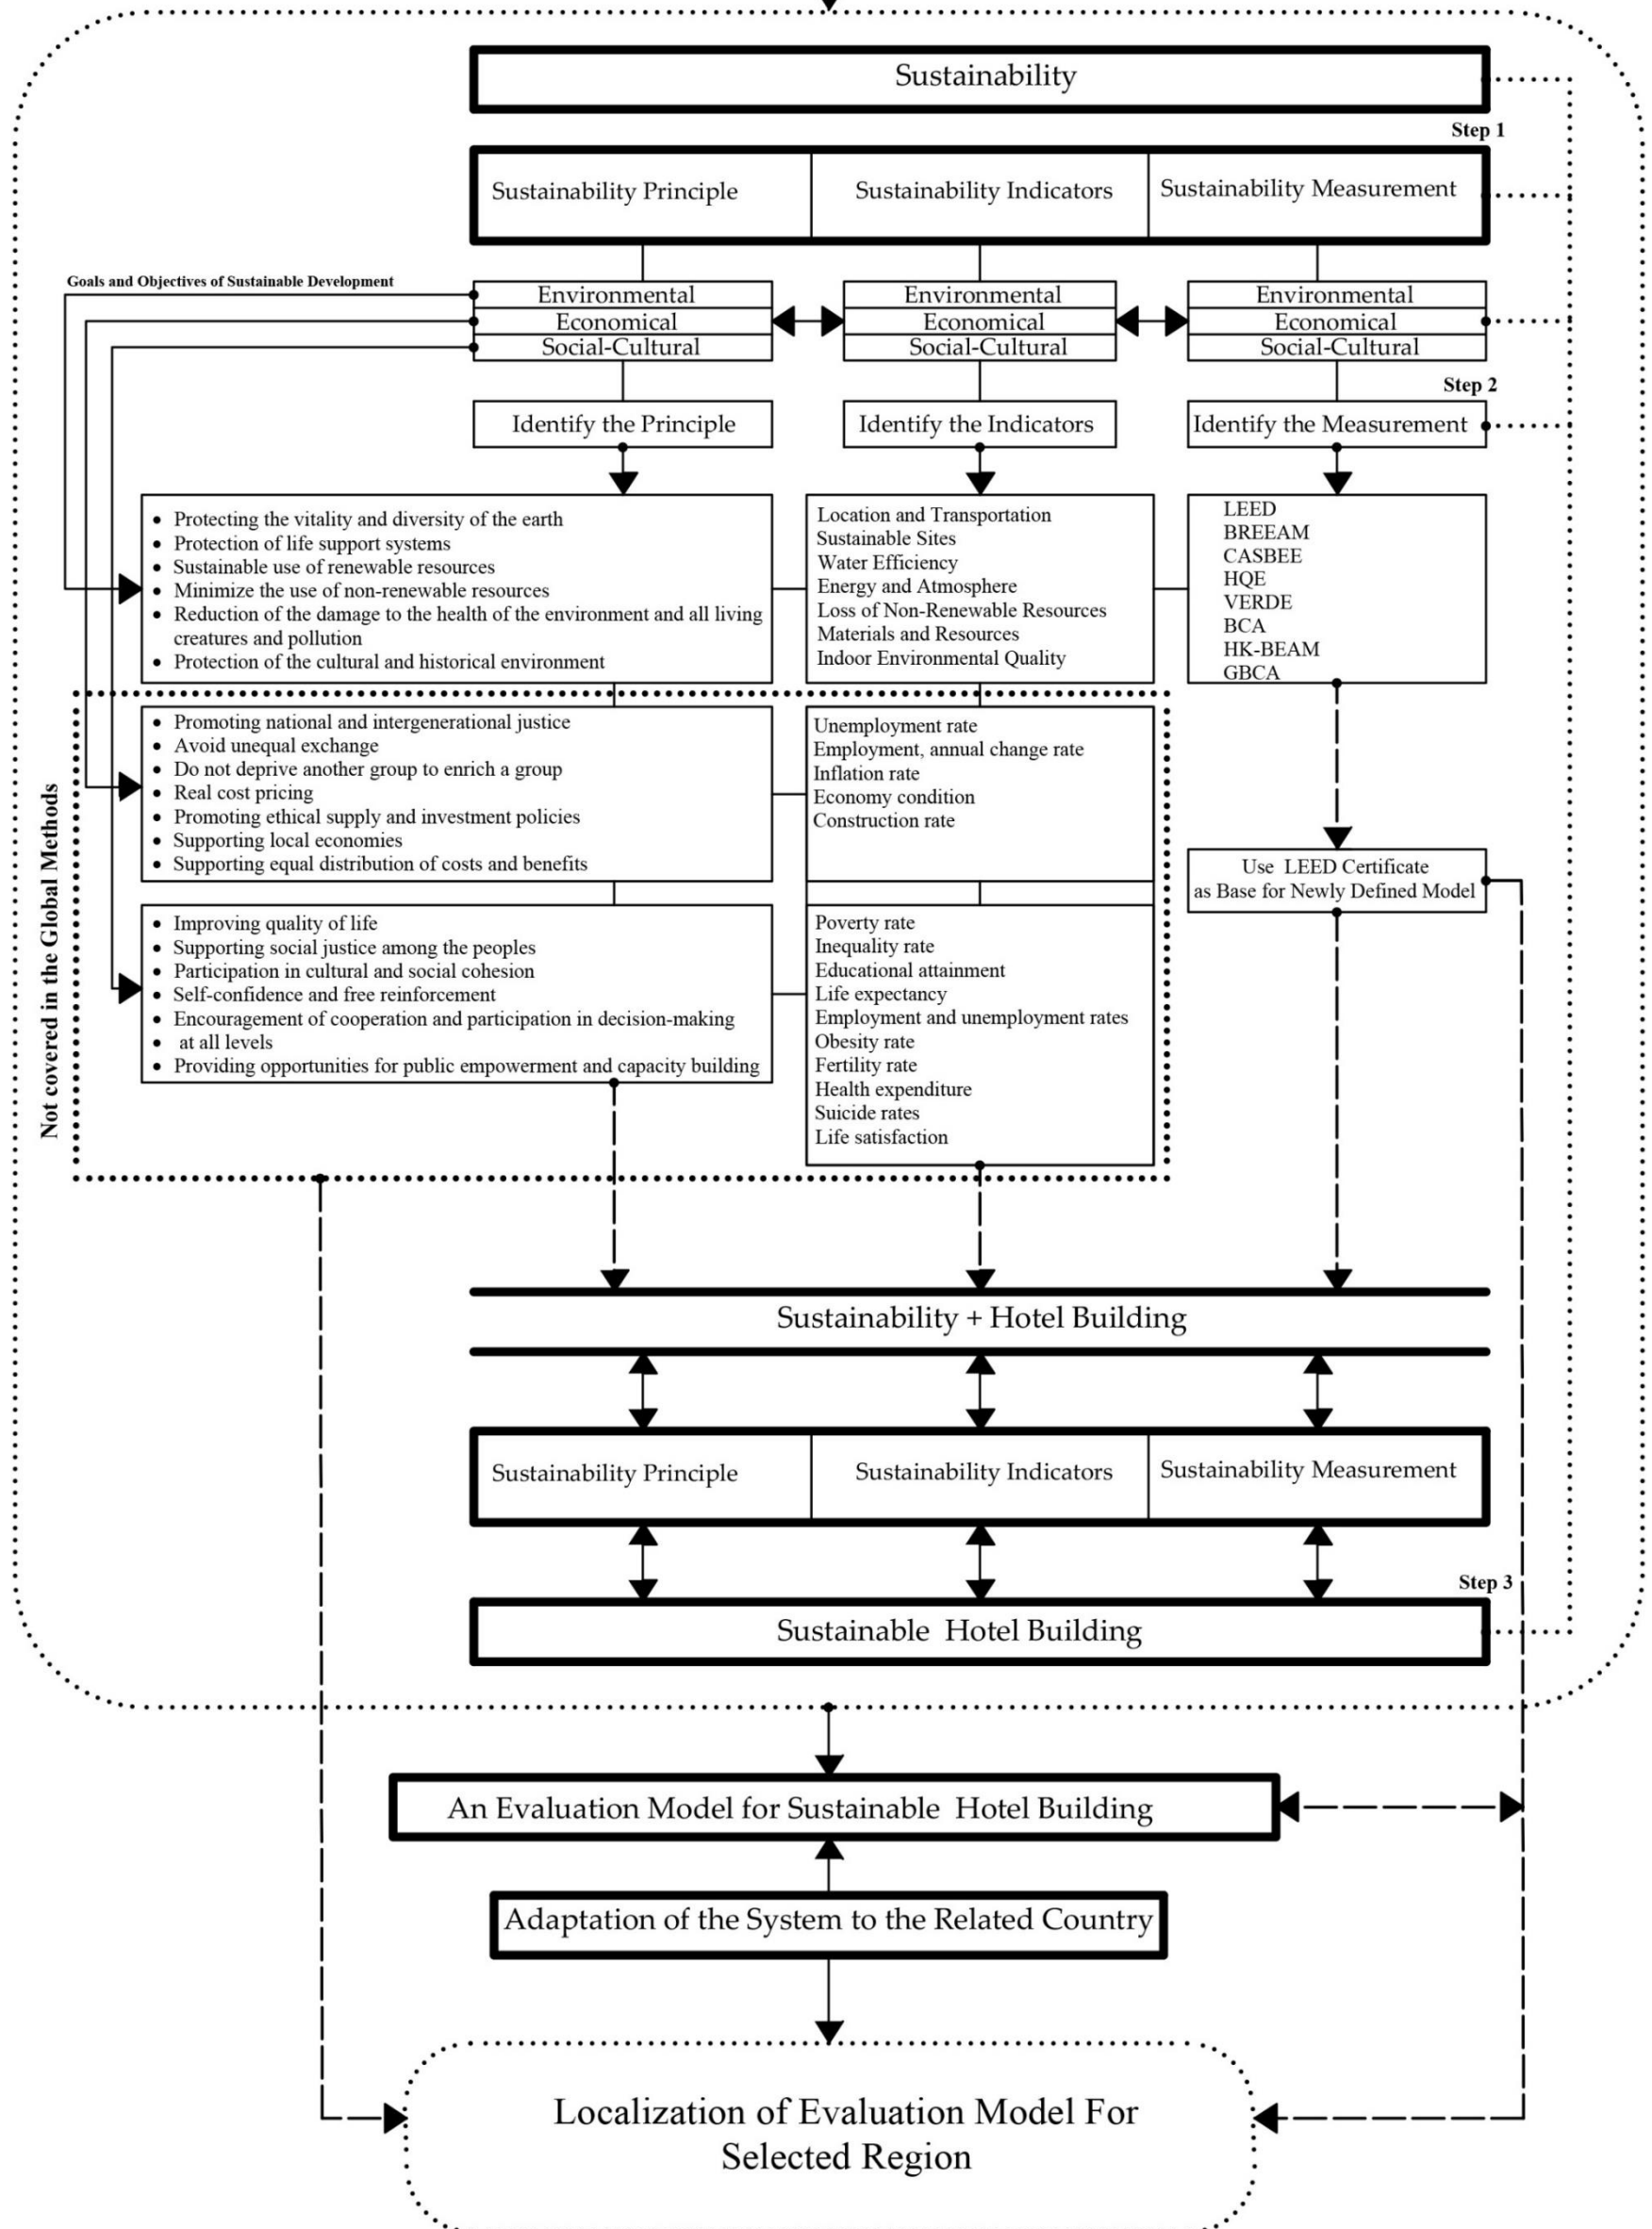 Sustainability
Step 1
Sustainability Principle
Sustainability Indicators
Sustainability Measurement
Goals and Objectives of Sustainable Development
Environmental
Economical
Social-Cultural
Environmental
Economical
Social-Cultural
Environmental
Economical
Social-Cultural
Step 2
Identify the Principle
Identify the Indicators
Identify the Measurement
• Protecting the vitality and diversity of the earth
• Protection of life support systems
• Sustainable use of renewable resources
• Minimize the use of non-renewable resources
• Reduction of the damage to the health of the environment and all living
creatures and pollution
• Protection of the cultural and historical environment
Location and Transportation
Sustainable Sites
Water Efficiency
Energy and Atmosphere
Loss of Non-Renewable Resources
Materials and Resources
Indoor Environmental Quality
LEED
BREEAM
CASBEE
HQE
VERDE
BCA
HK-BEAM
GBCA
Not covered in the Global Methods
• Promoting national and intergenerational justice
• Avoid unequal exchange
• Do not deprive another group to enrich a group
• Real cost pricing
• Promoting ethical supply and investment policies
• Supporting local economies
• Supporting equal distribution of costs and benefits
Unemployment rate
Employment, annual change rate
Inflation rate
Economy condition
Construction rate
Use LEED Certificate
as Base for Newly Defined Model
• Improving quality of life
• Supporting social justice among the peoples
• Participation in cultural and social cohesion
• Self-confidence and free reinforcement
• Encouragement of cooperation and participation in decision-making
• at all levels
• Providing opportunities for public empowerment and capacity building
Poverty rate
Inequality rate
Educational attainment
Life expectancy
Employment and unemployment rates
Obesity rate
Fertility rate
Health expenditure
Suicide rates
Life satisfaction
Sustainability + Hotel Building
Sustainability Principle
Sustainability Indicators
Sustainability Measurement
Step 3
Sustainable Hotel Building
An Evaluation Model for Sustainable Hotel Building
Adaptation of the System to the Related Country
Localization of Evaluation Model For
Selected Region